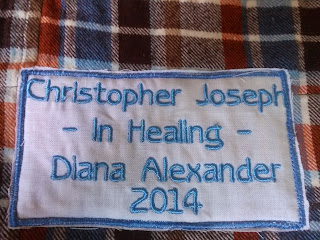 Christopher Joseph
- In Healing -
Diana Alexander
2014